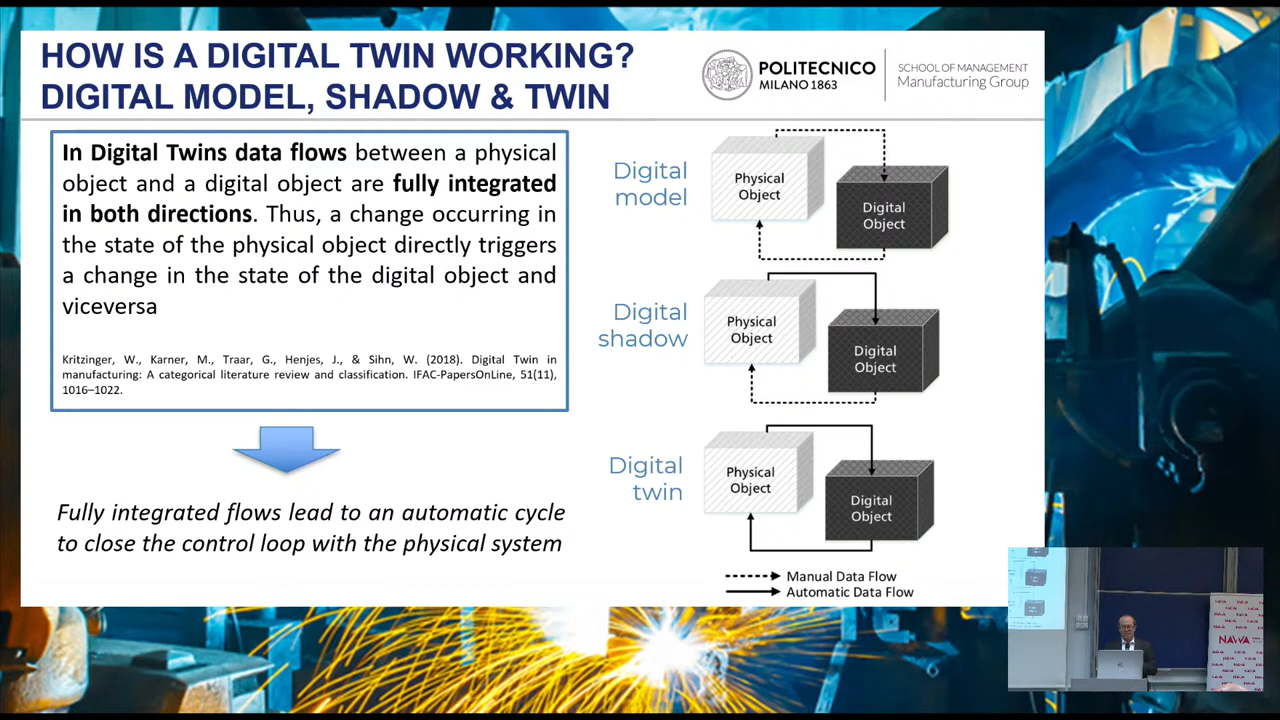 HOW IS A DIGITAL TWIN WORKING?
DIGITAL MODEL, SHADOW & TWIN
POLITECNICO
MILANO 1863
SCHOOL OF MANAGEMENT
Manufacturing Group
In Digital Twins data flows between a physical
object and a digital object are fully integrated
in both directions. Thus, a change occurring in
the state of the physical object directly triggers
a change in the state of the digital object and
viceversa
Kritzinger, W., Karner, M., Traar, G., Henjes, J., & Sihn, W. (2018). Digital Twin in
manufacturing: A categorical literature review and classification. IFAC-PapersOnLine, 51(11),
1016–1022.
Fully integrated flows lead to an automatic cycle
to close the control loop with the physical system
Digital
model
Physical
Object
Digital
Object
Digital
shadow
Physical
Object
Digital
Object
Digital
twin
Physical
Object
Digital
Object
Manual Data Flow
Automatic Data Flow
NAWA